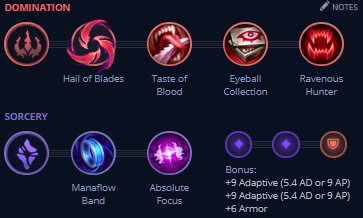 DOMINATION
NOTES
Hail of Blades
Taste of
Blood
Eyeball
Collection
Ravenous
Hunter
SORCERY
Manaflow
Band
Absolute
Focus
Bonus:
+9 Adaptive (5.4 AD or 9 AP)
+9 Adaptive (5.4 AD or 9 AP)
+6 Armor